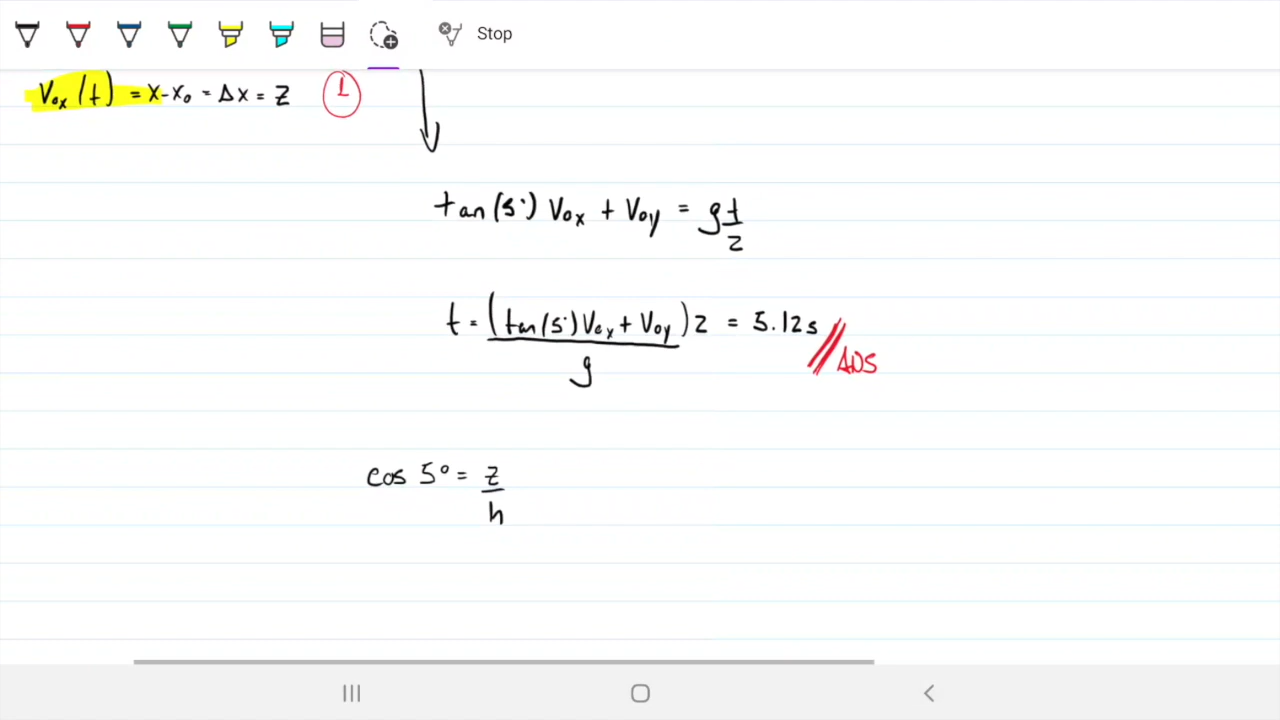 Stop
Vox (t) = x-x₀ = Δx = z 1
tan(5°) Vox + Voy = g t/2
t = (tan(5°)Vox + Voy)2 / g = 5.12s // ANS
cos 5° = z/h